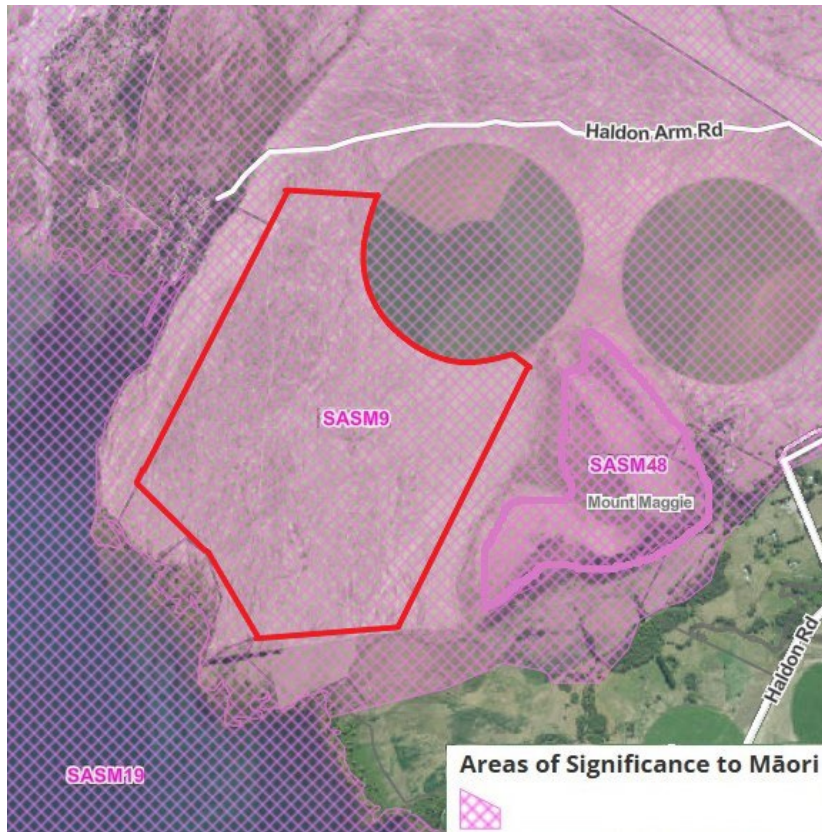 Haldon Arm Rd
SASM9
SASM48
Mount Maggie
Haldon Rd
SASM19
Areas of Significance to Māori